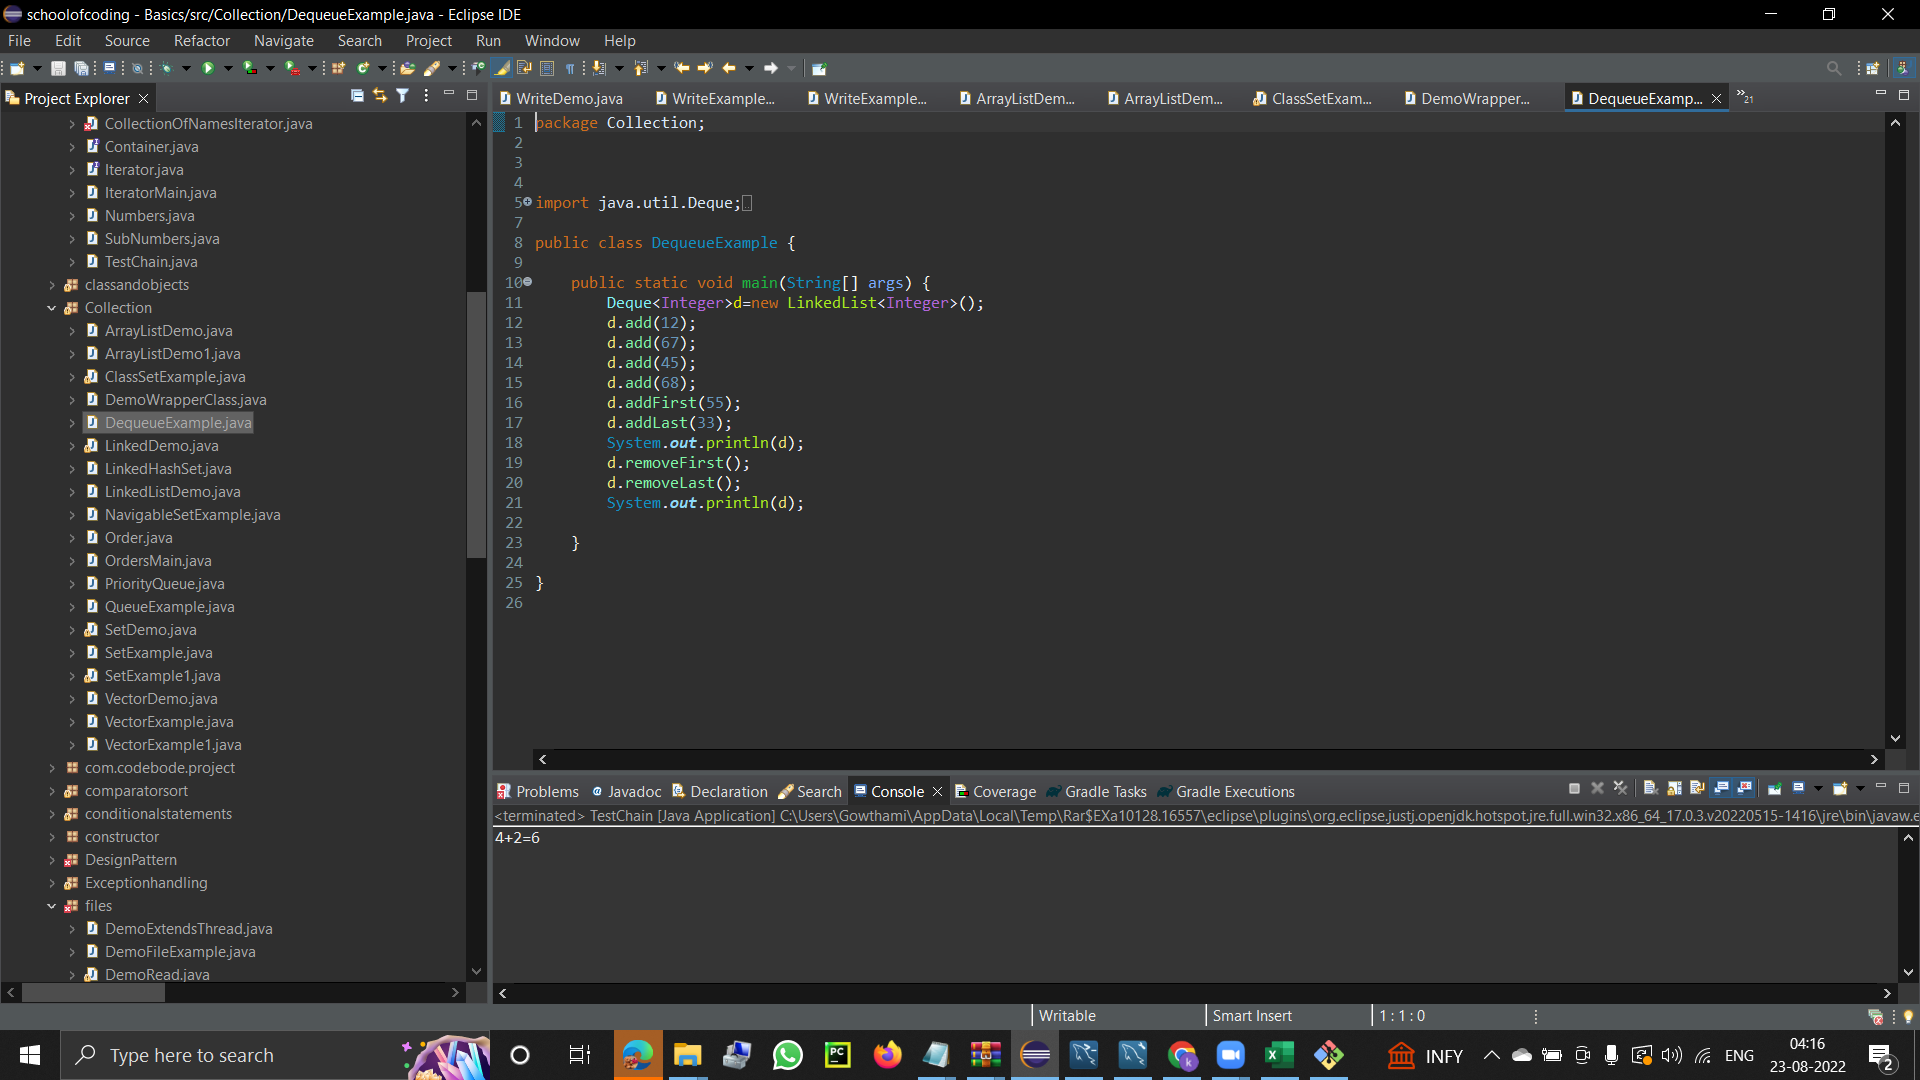 schoolofcoding - Basics/src/Collection/DequeueExample.java - Eclipse IDE
File Edit Source Refactor Navigate Search Project Run Window Help
Project Explorer
CollectionOfNamesIterator.java
Container.java
Iterator.java
IteratorMain.java
Numbers.java
SubNumbers.java
TestChain.java
classandobjects
Collection
ArrayListDemo.java
ArrayListDemo1.java
ClassSetExample.java
DemoWrapperClass.java
DequeueExample.java
LinkedDemo.java
LinkedHashSet.java
LinkedListDemo.java
NavigableSetExample.java
Order.java
OrdersMain.java
PriorityQueue.java
QueueExample.java
SetDemo.java
SetExample.java
SetExample1.java
VectorDemo.java
VectorExample.java
VectorExample1.java
com.codebode.project
comparatorsort
conditionalstatements
constructor
DesignPattern
Exceptionhandling
files
DemoExtendsThread.java
DemoFileExample.java
DemoRead.java
WriteDemo.java WriteExample... WriteExample... ArrayListDem... ArrayListDem... ClassSetExam... DemoWrapper... DequeueExamp... »21
1 package Collection;
2
3
4
5 import java.util.Deque;
7
8 public class DequeueExample {
9
10 public static void main(String[] args) {
11 Deque<Integer>d=new LinkedList<Integer>();
12 d.add(12);
13 d.add(67);
14 d.add(45);
15 d.add(68);
16 d.addFirst(55);
17 d.addLast(33);
18 System.out.println(d);
19 d.removeFirst();
20 d.removeLast();
21 System.out.println(d);
22
23 }
24
25 }
26
Problems Javadoc Declaration Search Console Coverage Gradle Tasks Gradle Executions
<terminated> TestChain [Java Application] C:\Users\Gowthami\AppData\Local\Temp\Rar$EXa10128.16557\eclipse\plugins\org.eclipse.justj.openjdk.hotspot.jre.full.win32.x86_64_17.0.3.v20220515-1416\jre\bin\javaw.e
4+2=6
Writable Smart Insert 1 : 1 : 0
Type here to search
PC
INFY
ENG
04:16
23-08-2022
2